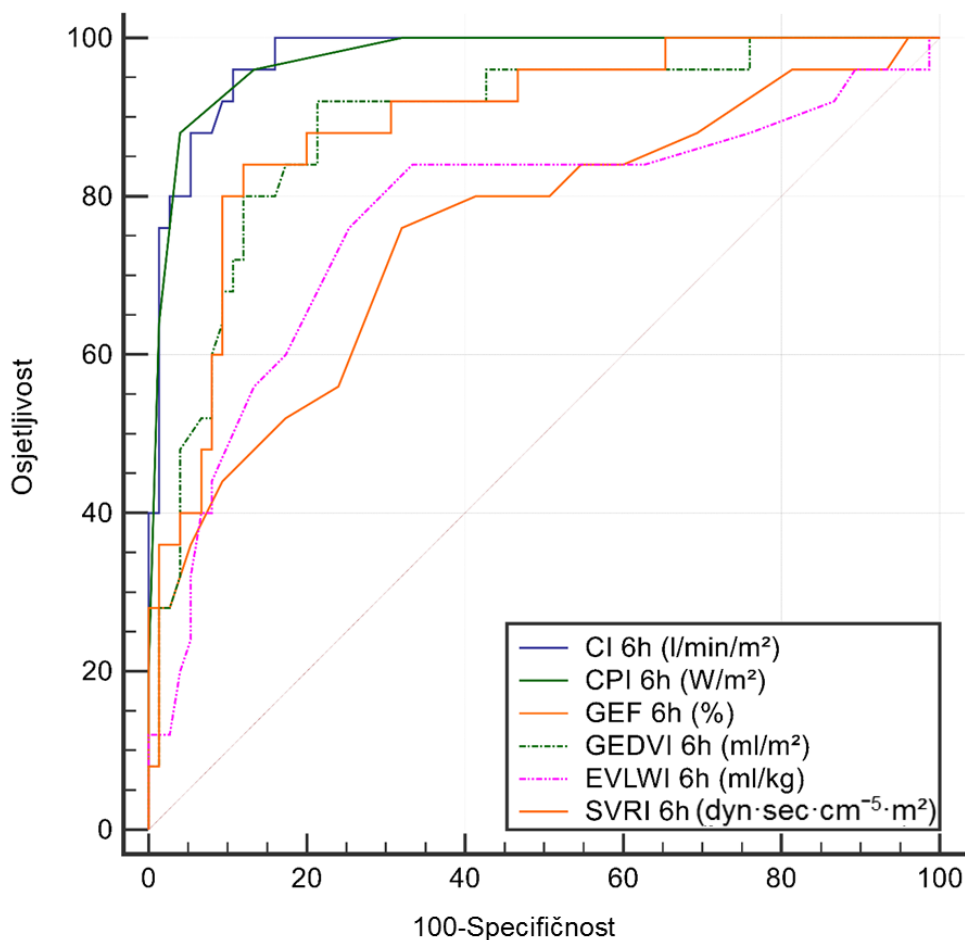 100
80
60
40
20
0
Osjetljivost
CI 6h (l/min/m²)
CPI 6h (W/m²)
GEF 6h (%)
GEDVI 6h (ml/m²)
EVLWI 6h (ml/kg)
SVRI 6h (dyn·sec·cm⁻⁵·m²)
0 20 40 60 80 100
100-Specifičnost